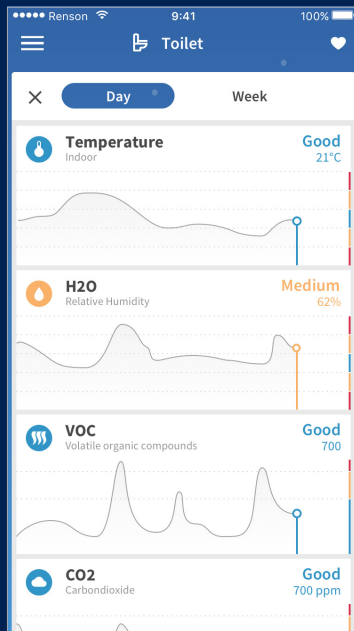 Renson 9:41 100%
Toilet
Day Week
Temperature Good
Indoor 21°C
H2O Medium
Relative Humidity 62%
VOC Good
Volatile organic compounds 700
CO2 Good
Carbondioxide 700 ppm